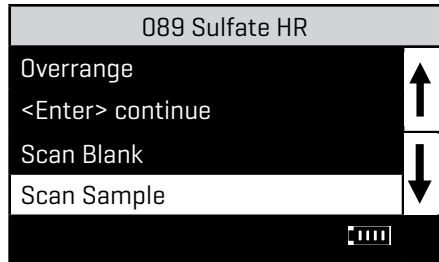 089 Sulfate HR
Overrange
<Enter> continue
Scan Blank
Scan Sample